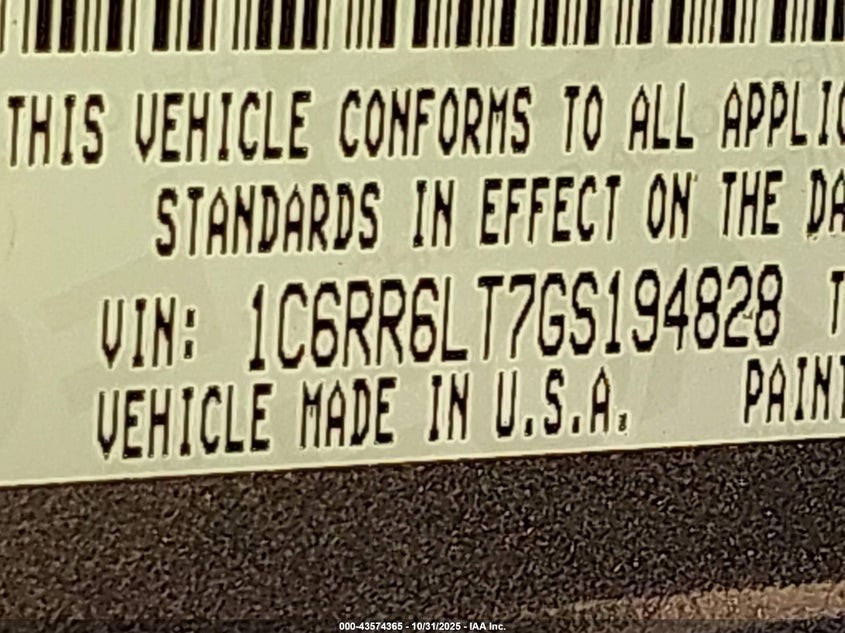 THIS VEHICLE CONFORMS TO ALL APPLIC
STANDARDS IN EFFECT ON THE DA
VIN: 1C6RR6LT7GS194828 T
VEHICLE MADE IN U.S.A. PAINT
000-43574365 - 10/31/2025 - IAA Inc.